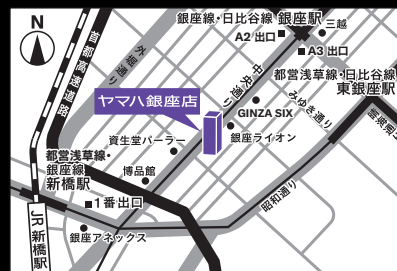 N
銀座線・日比谷線 銀座駅
三越
A2 出口
A3 出口
首都高速道路
外堀通り
中央通り
都営浅草線・日比谷線
東銀座駅
ヤマハ銀座店
みゆき通り
GINZA SIX
銀座ライオン
資生堂パーラー
都営浅草線・
銀座線
新橋駅
博品館
1番出口
昭和通り
銀座アネックス
JR 新橋駅